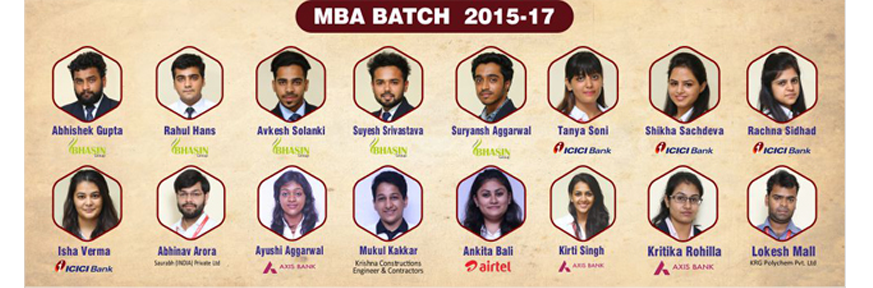 MBA BATCH 2015-17
Abhishek Gupta Rahul Hans Avkesh Solanki Suyesh Srivastava Suryansh Aggarwal Tanya Soni Shikha Sachdeva Rachna Sidhad
BHASIN Group BHASIN Group BHASIN Group BHASIN Group BHASIN Group ICICI Bank ICICI Bank ICICI Bank
Isha Verma Abhinav Arora Ayushi Aggarwal Mukul Kakkar Ankita Bali Kirti Singh Kritika Rohilla Lokesh Mall
ICICI Bank Saurabh (INDIA) Private Ltd AXIS BANK Krishna Constructions airtel AXIS BANK AXIS BANK KRG Polychem Pvt. Ltd
Engineer & Contractors